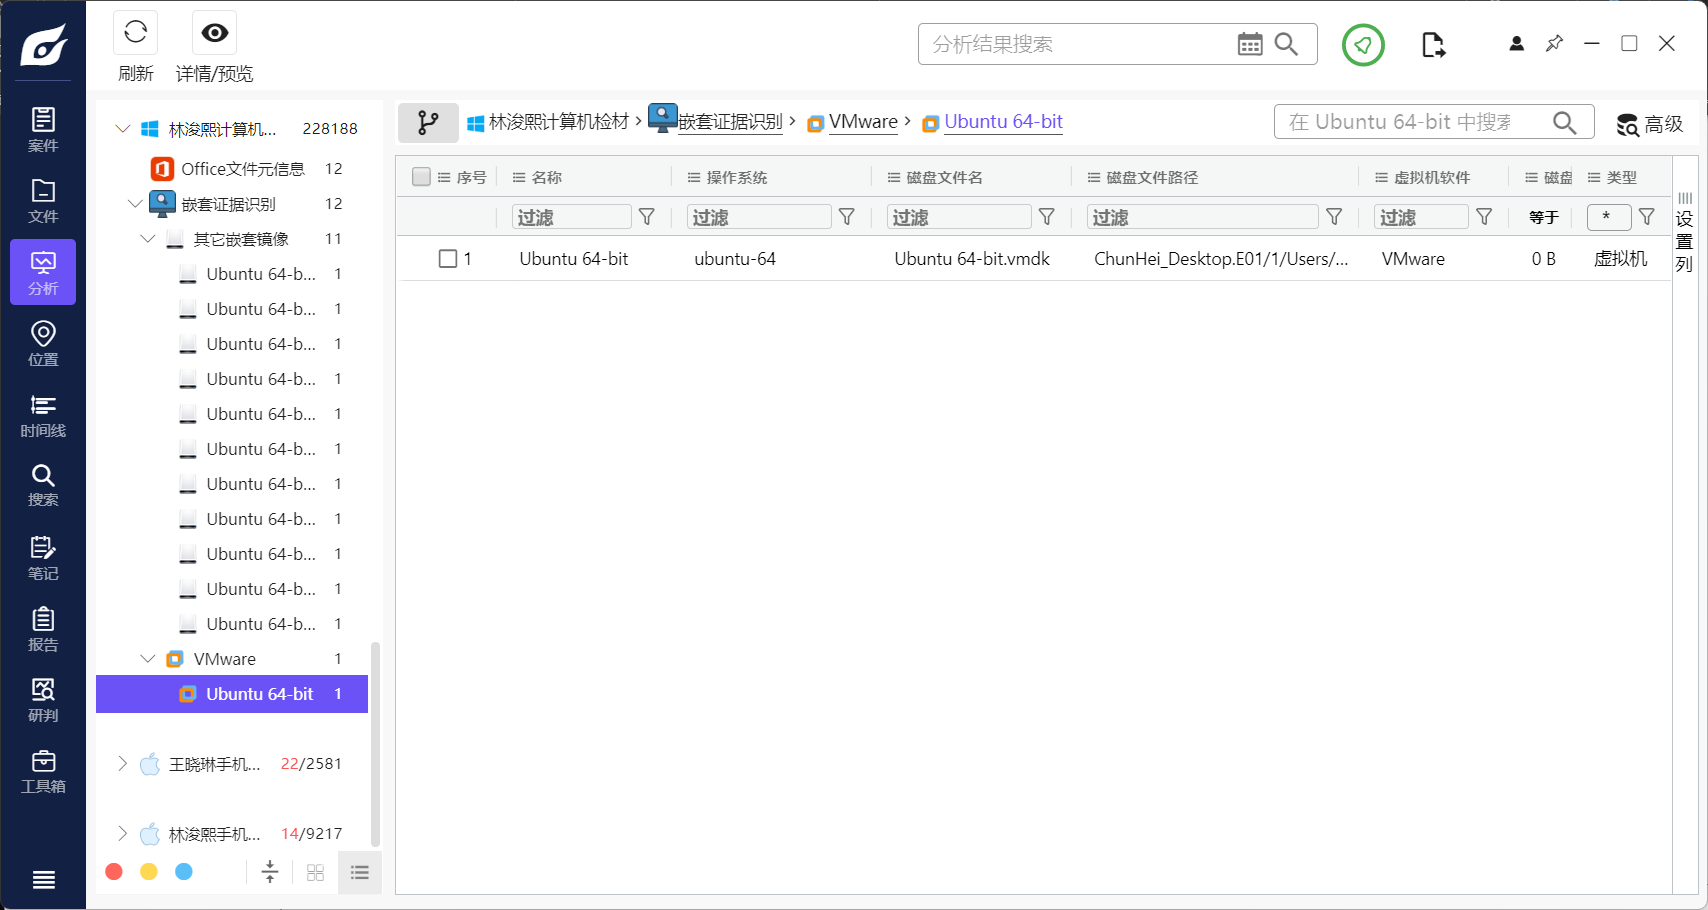 刷新
详情/预览
分析结果搜索
案件
文件
分析
位置
时间线
搜索
笔记
报告
研判
工具箱
林浚熙计算机... 228188
Office文件元信息 12
嵌套证据识别 12
其它嵌套镜像 11
Ubuntu 64-b... 1
Ubuntu 64-b... 1
Ubuntu 64-b... 1
Ubuntu 64-b... 1
Ubuntu 64-b... 1
Ubuntu 64-b... 1
Ubuntu 64-b... 1
Ubuntu 64-b... 1
Ubuntu 64-b... 1
Ubuntu 64-b... 1
Ubuntu 64-b... 1
VMware 1
Ubuntu 64-bit 1
王晓琳手机... 22/2581
林浚熙手机... 14/9217
林浚熙计算机检材 › 嵌套证据识别 › VMware › Ubuntu 64-bit
在 Ubuntu 64-bit 中搜索
高级
序号 名称 操作系统 磁盘文件名 磁盘文件路径 虚拟机软件 磁盘 类型
过滤 过滤 过滤 过滤 过滤 等于 *
1 Ubuntu 64-bit ubuntu-64 Ubuntu 64-bit.vmdk ChunHei_Desktop.E01/1/Users/... VMware 0 B 虚拟机
设置列